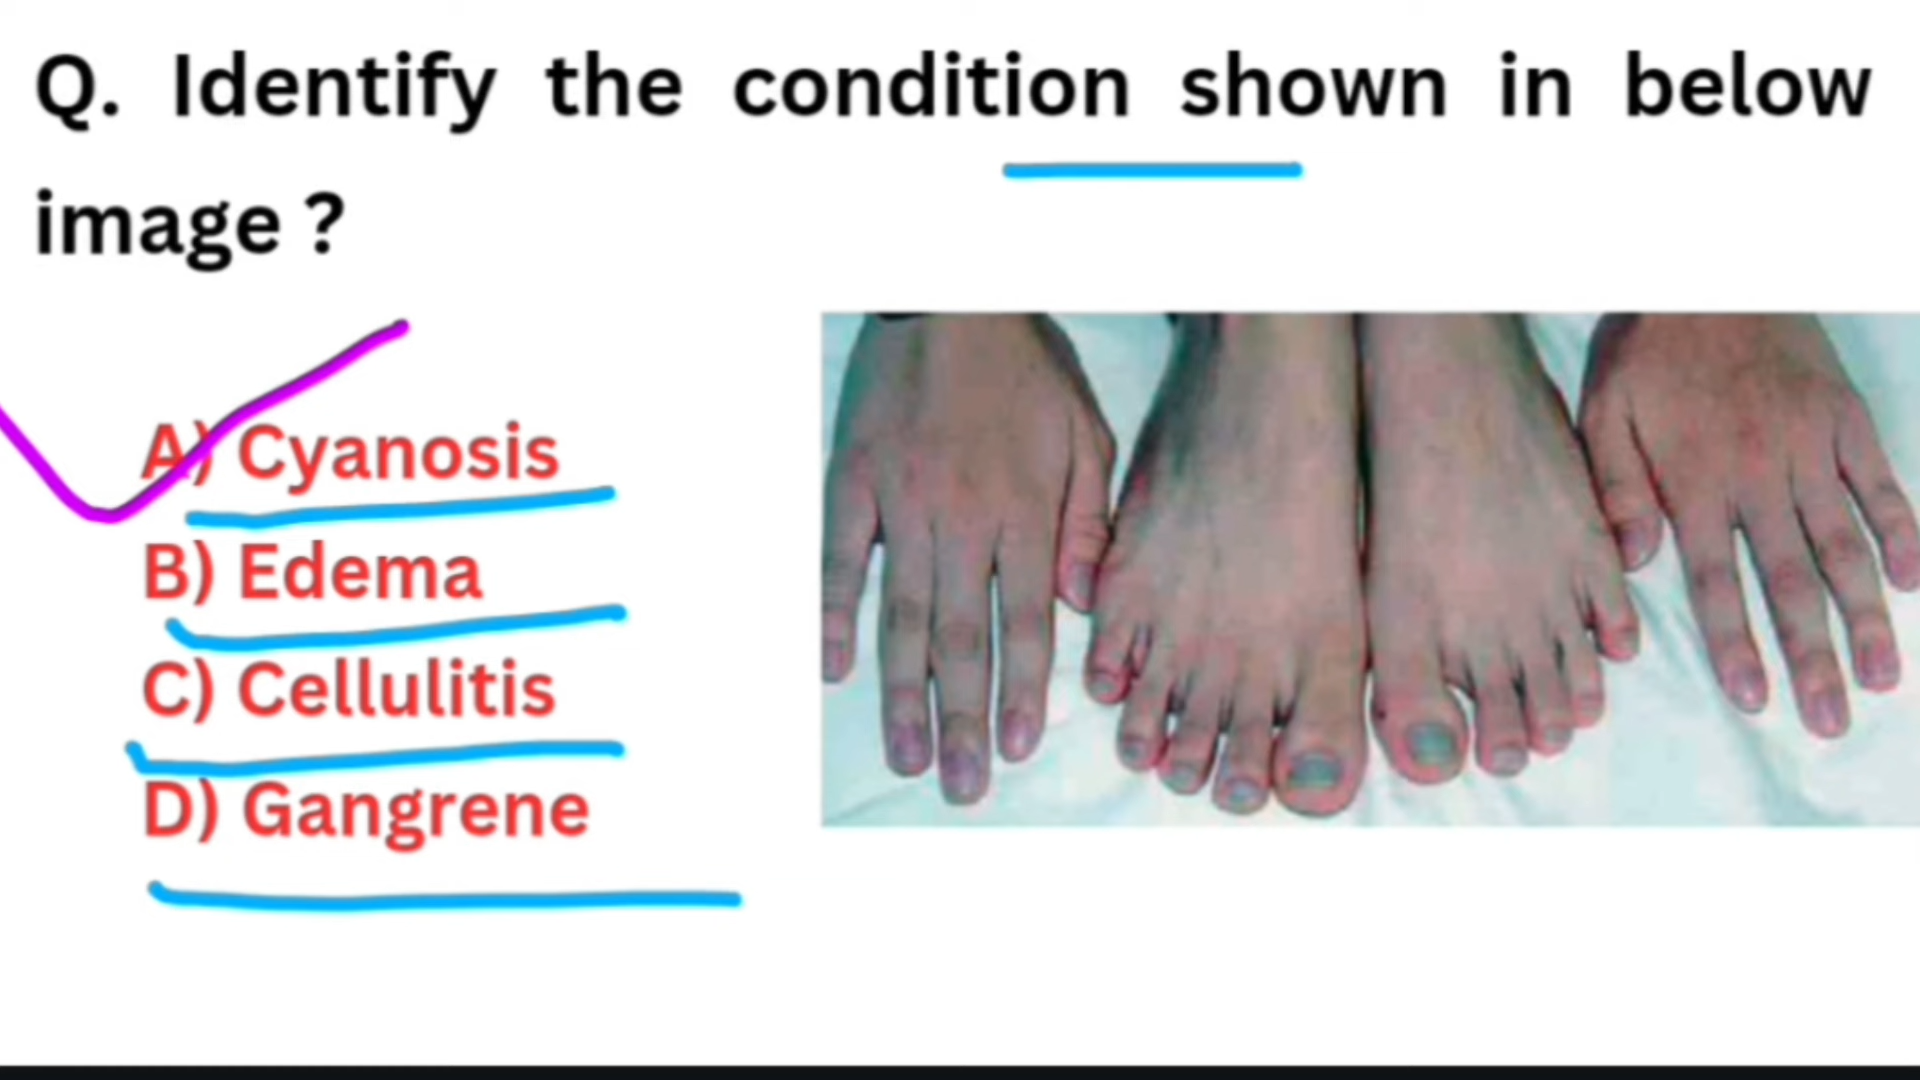 Q. Identify the condition shown in below
image ?
A) Cyanosis
B) Edema
C) Cellulitis
D) Gangrene